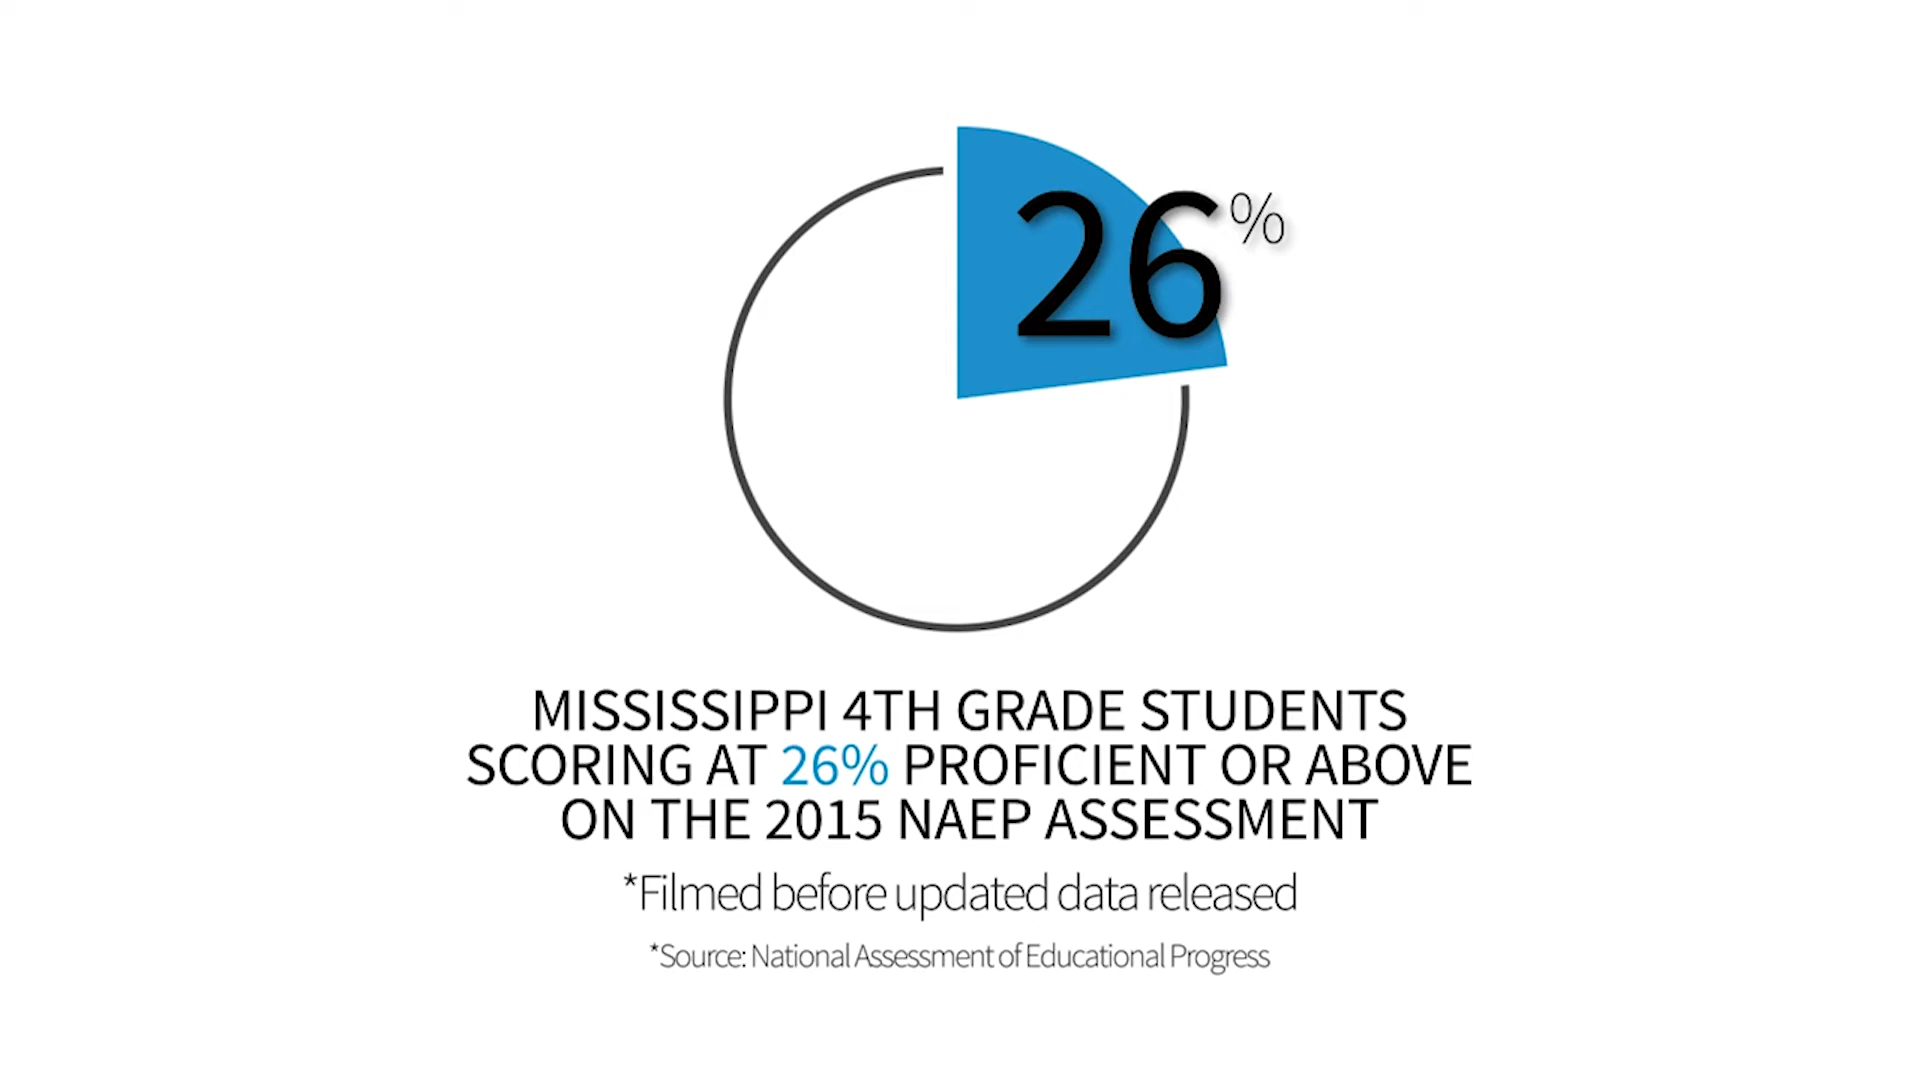 26%
MISSISSIPPI 4TH GRADE STUDENTS
SCORING AT 26% PROFICIENT OR ABOVE
ON THE 2015 NAEP ASSESSMENT
*Filmed before updated data released
*Source: National Assessment of Educational Progress